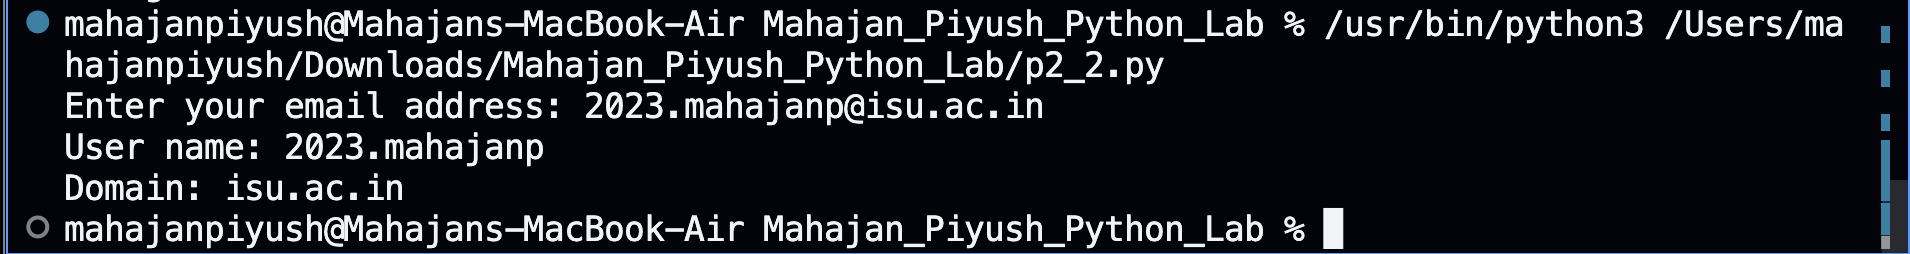 mahajanpiyush@Mahajans-MacBook-Air Mahajan_Piyush_Python_Lab % /usr/bin/python3 /Users/ma
hajanpiyush/Downloads/Mahajan_Piyush_Python_Lab/p2_2.py
Enter your email address: 2023.mahajanp@isu.ac.in
User name: 2023.mahajanp
Domain: isu.ac.in
mahajanpiyush@Mahajans-MacBook-Air Mahajan_Piyush_Python_Lab %